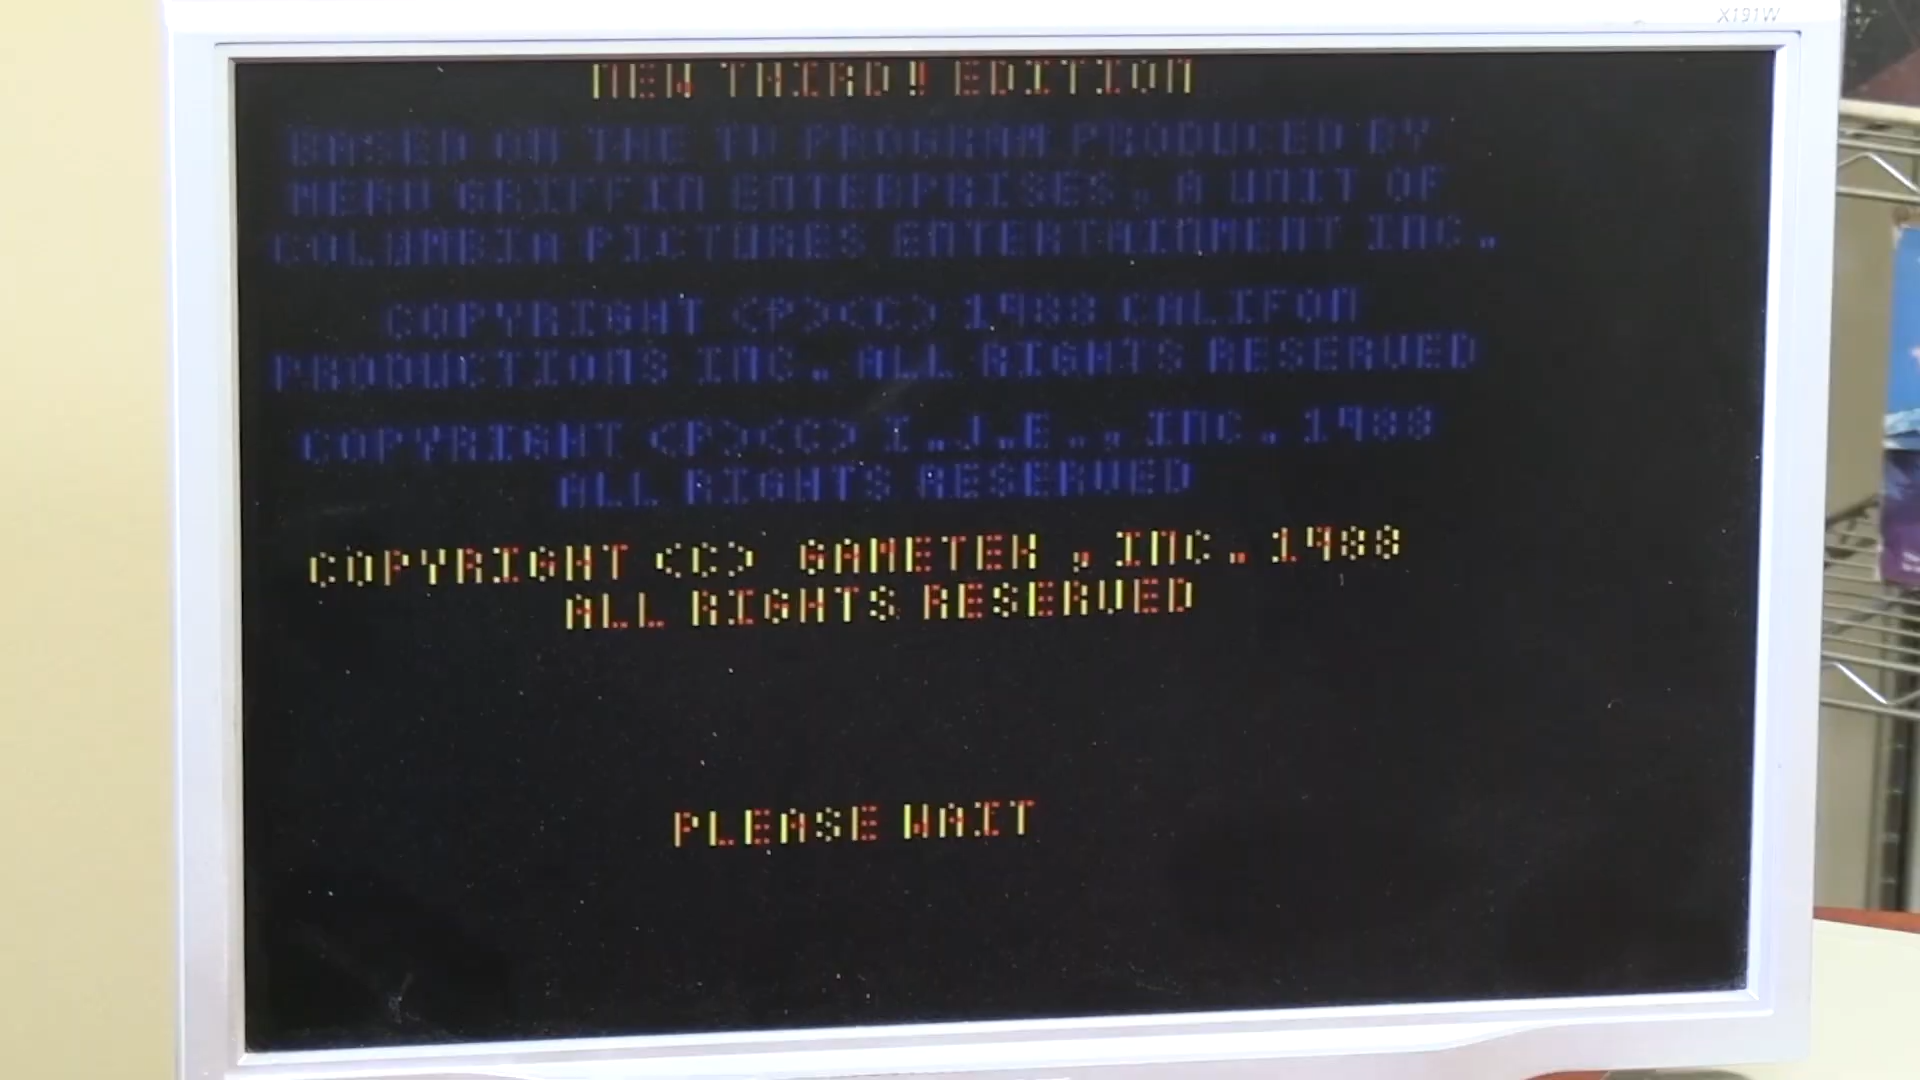 X191W
NEW THIRD! EDITION
BASED ON THE TV PROGRAM PRODUCED BY
MERV GRIFFIN ENTERPRISES, A UNIT OF
COLUMBIA PICTURES ENTERTAINMENT INC.
COPYRIGHT <P><C> 1988 CALIFON
PRODUCTIONS INC. ALL RIGHTS RESERVED
COPYRIGHT <P><C> I.J.E.,INC. 1988
ALL RIGHTS RESERVED
COPYRIGHT <C> GAMETEK ,INC.1988
ALL RIGHTS RESERVED
PLEASE WAIT